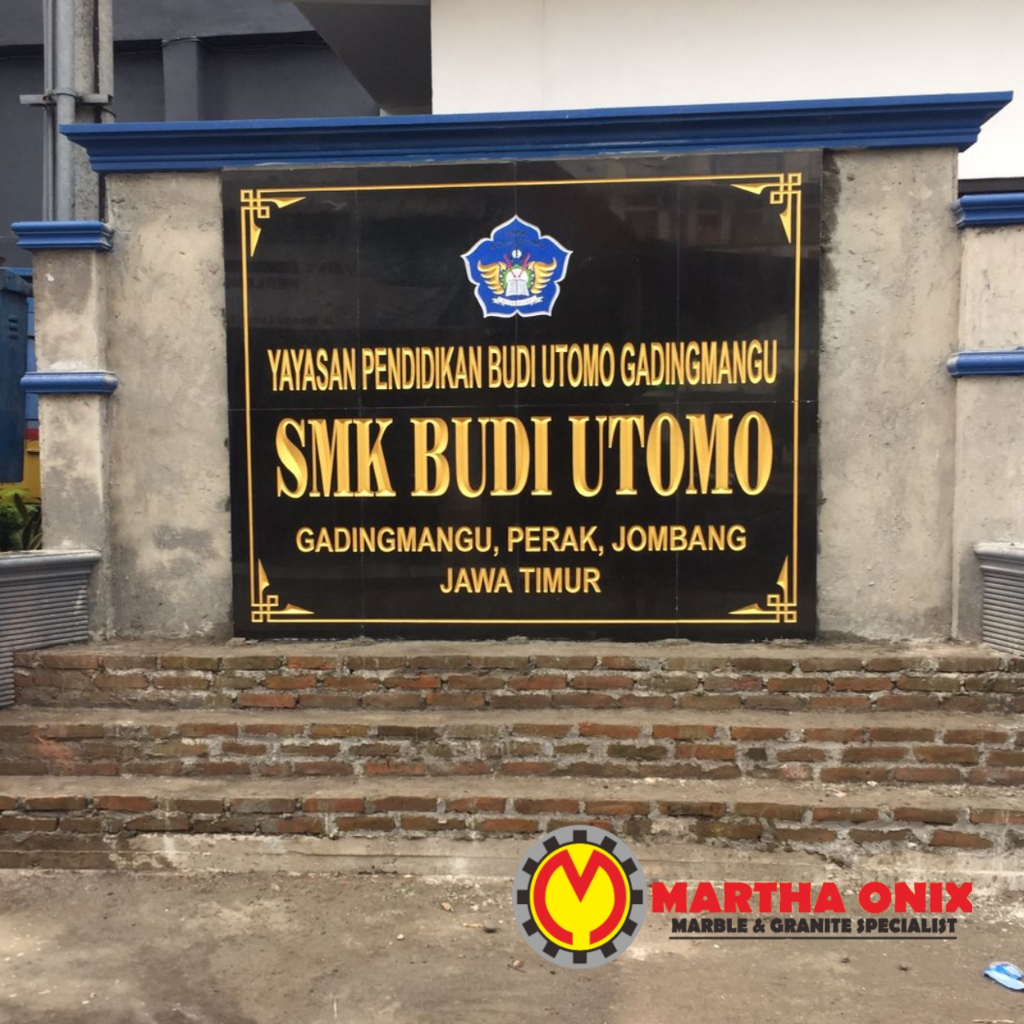 YAYASAN PENDIDIKAN BUDI UTOMO GADINGMANGU
SMK BUDI UTOMO
GADINGMANGU, PERAK, JOMBANG
JAWA TIMUR
MARTHA ONIX
MARBLE & GRANITE SPECIALIST